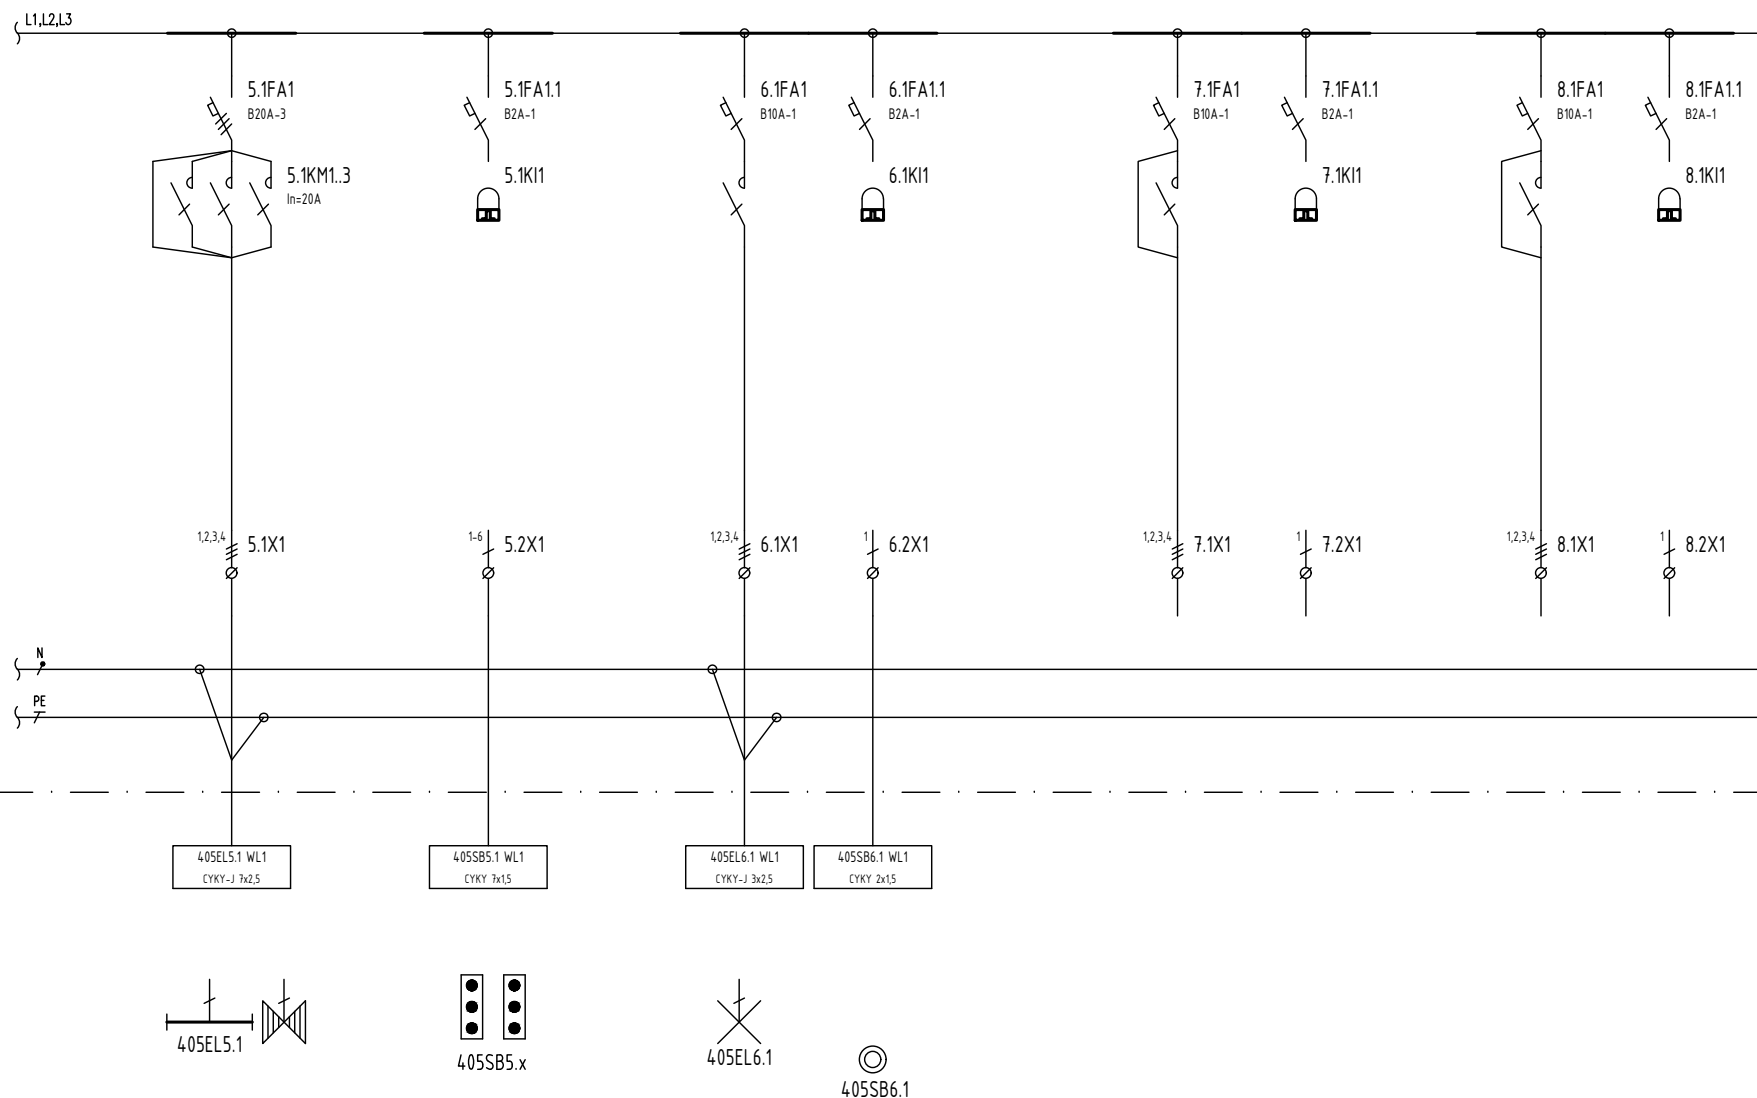 L1,L2,L3
5.1FA1
B20A-3
5.1FA1.1
B2A-1
6.1FA1
B10A-1
6.1FA1.1
B2A-1
7.1FA1
B10A-1
7.1FA1.1
B2A-1
8.1FA1
B10A-1
8.1FA1.1
B2A-1
5.1KM1..3
In=20A
5.1KI1
6.1KI1
7.1KI1
8.1KI1
1,2,3,4
5.1X1
1-6
5.2X1
1,2,3,4
6.1X1
1
6.2X1
1,2,3,4
7.1X1
1
7.2X1
1,2,3,4
8.1X1
1
8.2X1
N
PE
405EL5.1 WL1
CYKY-J 7x2,5
405SB5.1 WL1
CYKY 7x1,5
405EL6.1 WL1
CYKY-J 3x2,5
405SB6.1 WL1
CYKY 2x1,5
405EL5.1
405SB5.x
405EL6.1
405SB6.1